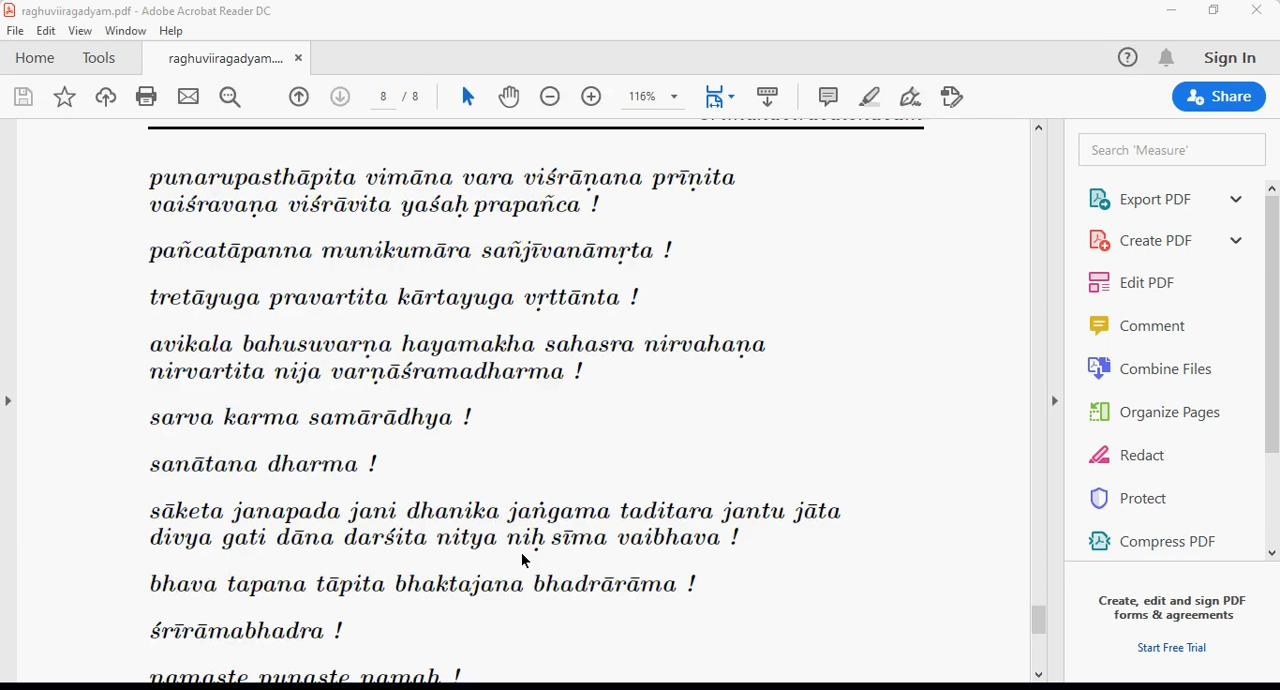 raghuviiragadyam.pdf - Adobe Acrobat Reader DC
File Edit View Window Help
Home Tools raghuviiragadyam.... × Sign In
8 / 8 116% Share
punarupasthāpita vimāna vara viśrāṇana prīṇita
vaiśravaṇa viśrāvita yaśaḥ prapañca !
pañcatāpanna munikumāra sañjīvanāmṛta !
tretāyuga pravartita kārtayuga vṛttānta !
avikala bahusuvarṇa hayamakha sahasra nirvahaṇa
nirvartita nija varṇāśramadharma !
sarva karma samārādhya !
sanātana dharma !
sāketa janapada jani dhanika jaṅgama taditara jantu jāta
divya gati dāna darśita nitya niḥ sīma vaibhava !
bhava tapana tāpita bhaktajana bhadrārāma !
śrīrāmabhadra !
namaste punaste namaḥ !
Search 'Measure'
Export PDF
Create PDF
Edit PDF
Comment
Combine Files
Organize Pages
Redact
Protect
Compress PDF
Create, edit and sign PDF
forms & agreements
Start Free Trial